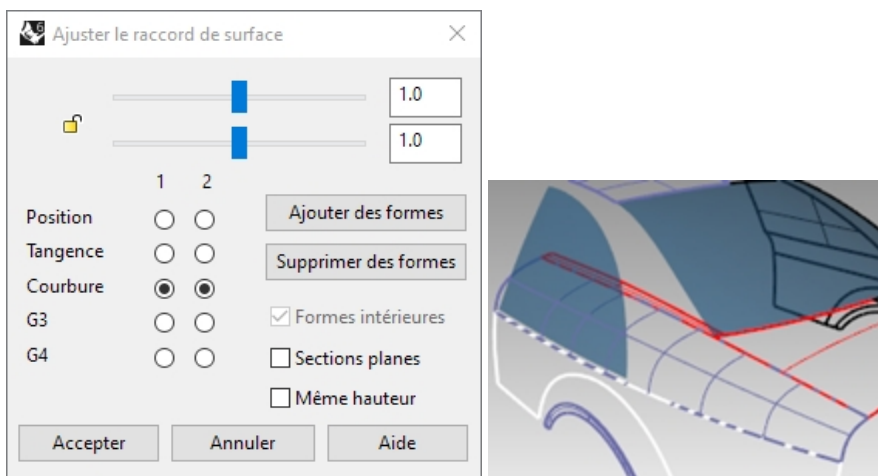 Ajuster le raccord de surface
1.0
1.0
1 2
Position
Ajouter des formes
Tangence
Supprimer des formes
Courbure
G3
Formes intérieures
G4
Sections planes
Même hauteur
Accepter
Annuler
Aide